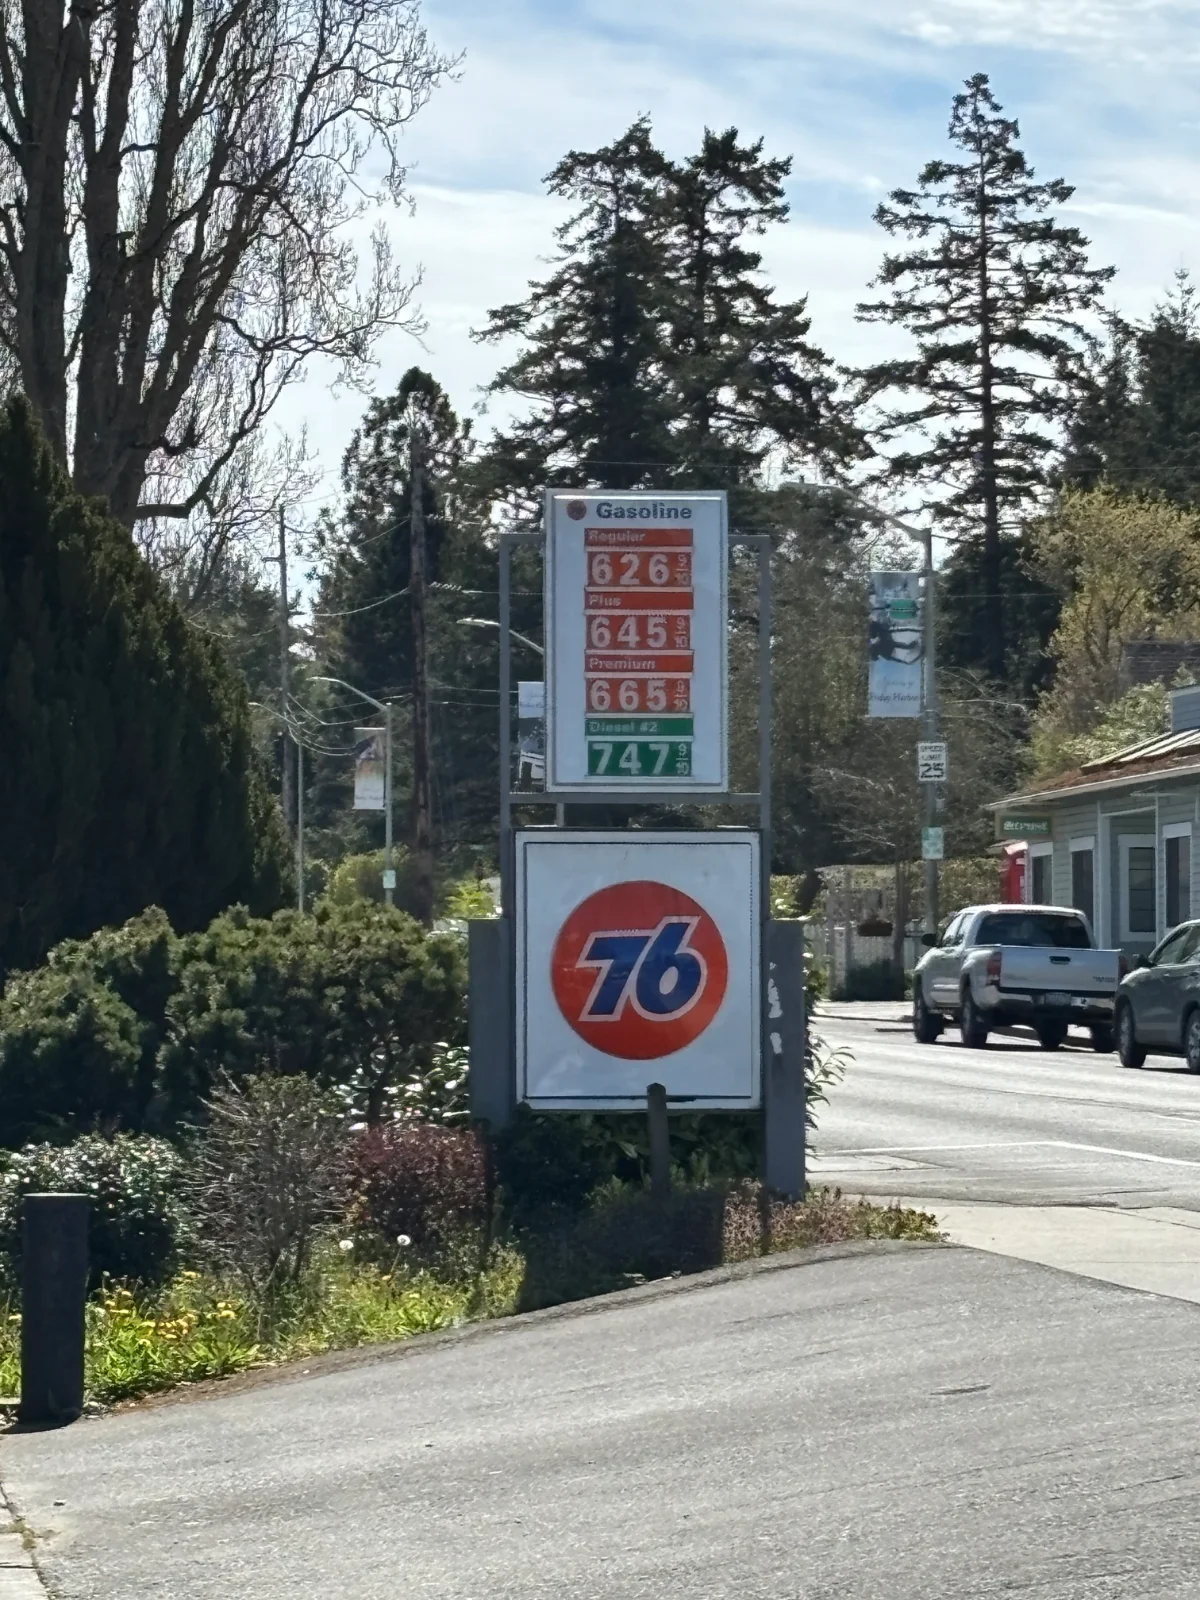 Gasoline
Regular
626 9/10
Plus
645 9/10
Premium
665 9/10
Diesel #2
747 9/10
76
SPEED
LIMIT
25